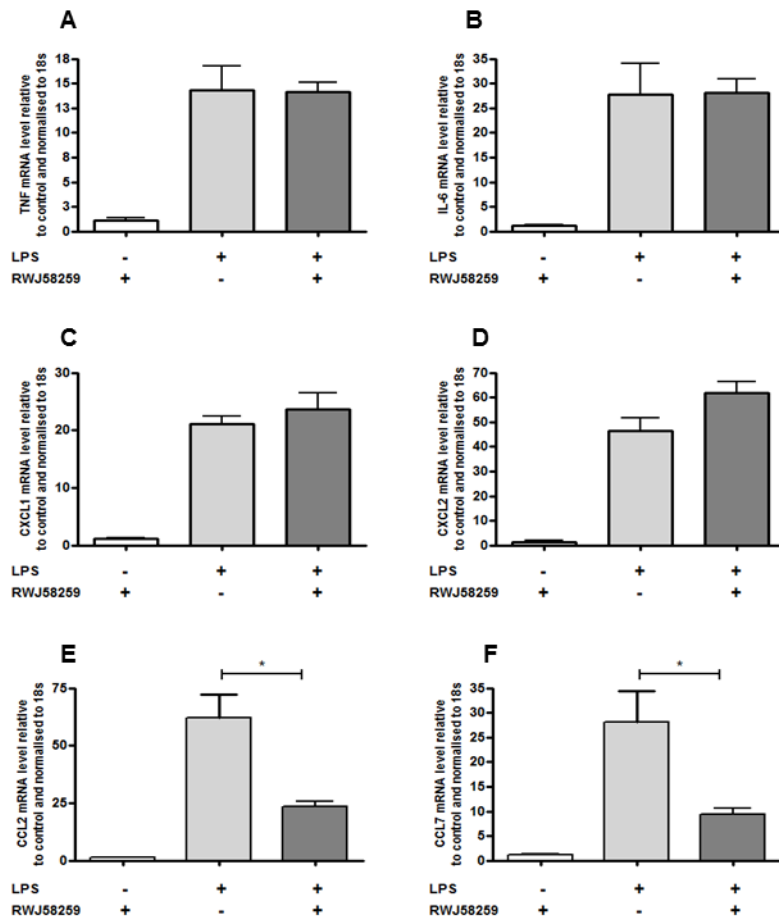 A
TNF mRNA level relative
to control and normalised to 18s
18
15
13
10
8
5
3
0
LPS - + +
RWJ58259 + - +
B
IL-6 mRNA level relative
to control and normalised to 18s
35
30
25
20
15
10
5
0
LPS - + +
RWJ58259 + - +
C
CXCL1 mRNA level relative
to control and normalised to 18s
30
20
10
0
LPS - + +
RWJ58259 + - +
D
CXCL2 mRNA level relative
to control and normalised to 18s
70
60
50
40
30
20
10
0
LPS - + +
RWJ58259 + - +
E
CCL2 mRNA level relative
to control and normalised to 18s
75
50
25
0
*
LPS - + +
RWJ58259 + - +
F
CCL7 mRNA level relative
to control and normalised to 18s
35
30
25
20
15
10
5
0
*
LPS - + +
RWJ58259 + - +